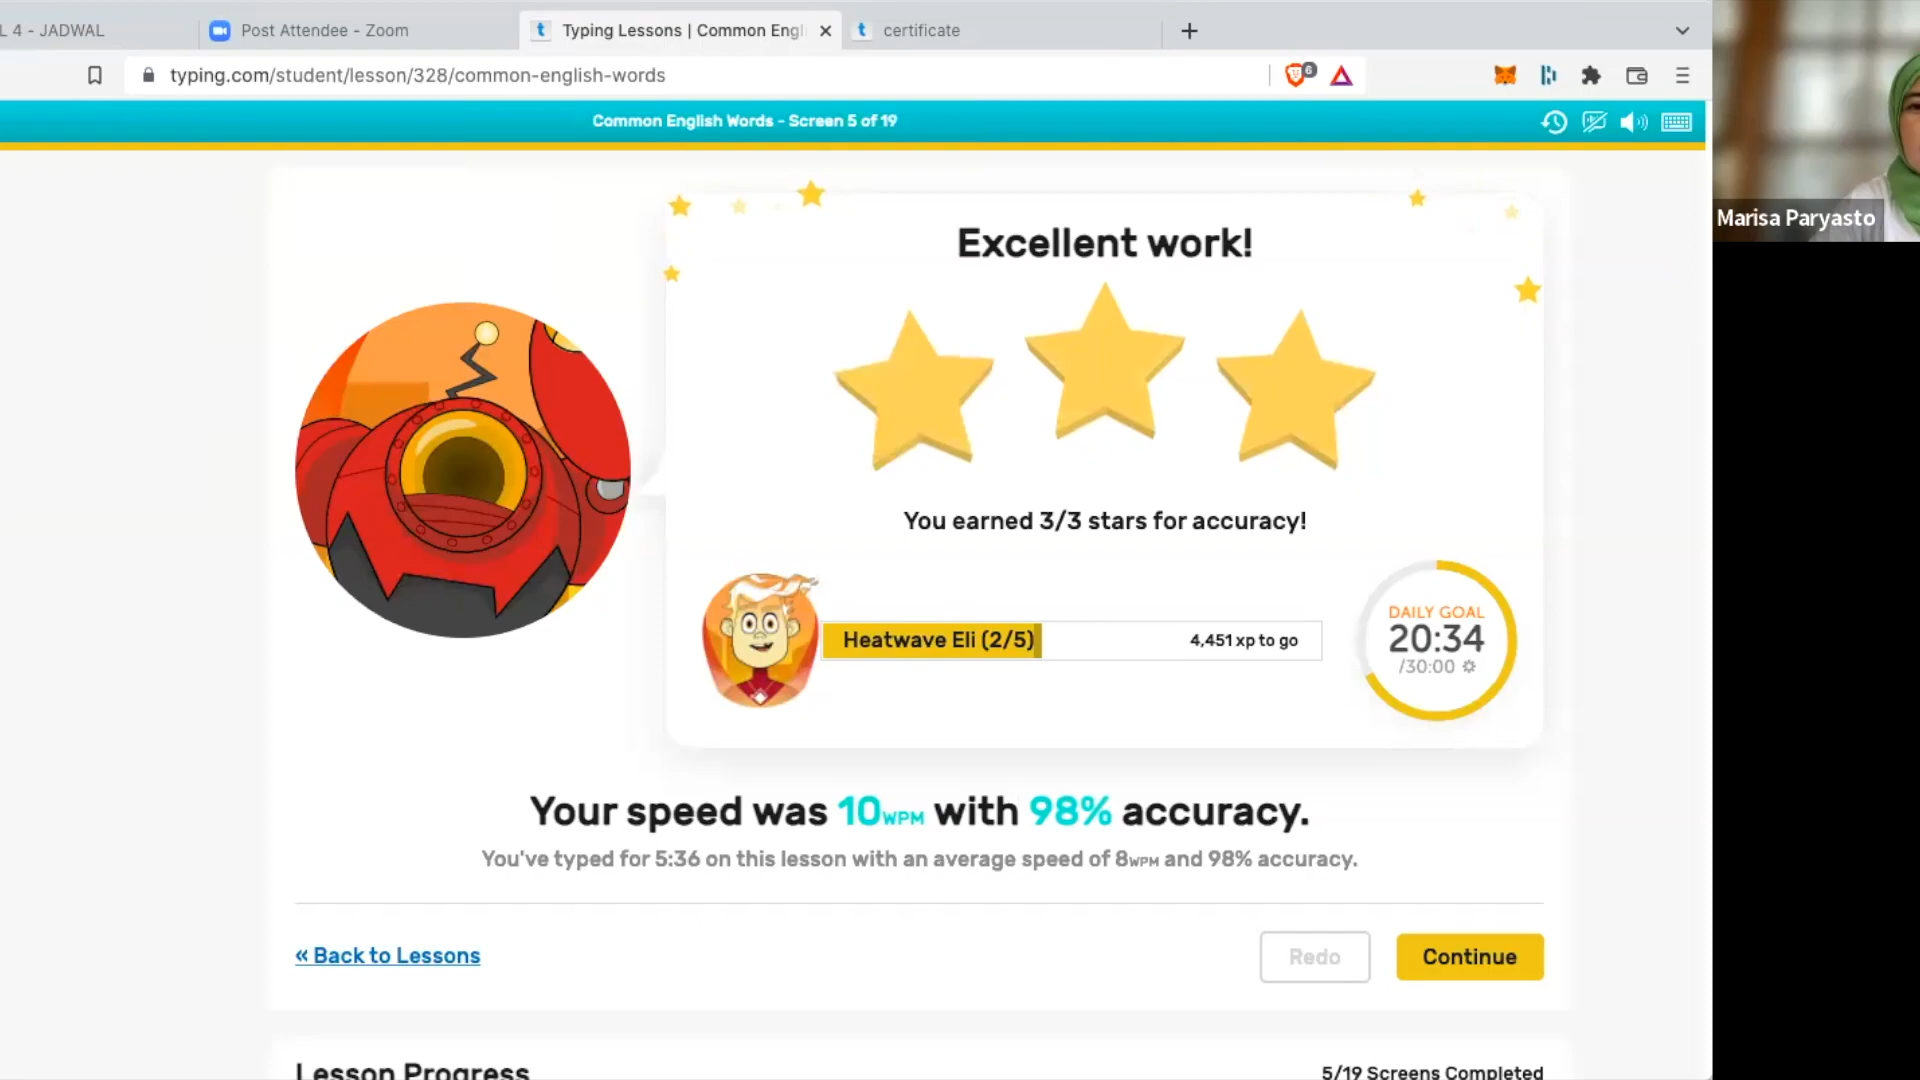 L 4 - JADWAL
Post Attendee - Zoom
t Typing Lessons | Common Engl
t certificate
typing.com/student/lesson/328/common-english-words
6
Common English Words - Screen 5 of 19
Marisa Paryasto
Excellent work!
You earned 3/3 stars for accuracy!
Heatwave Eli (2/5)
4,451 xp to go
DAILY GOAL
20:34
/30:00
Your speed was 10WPM with 98% accuracy.
You've typed for 5:36 on this lesson with an average speed of 8WPM and 98% accuracy.
« Back to Lessons
Redo
Continue
Lesson Progress
5/19 Screens Completed